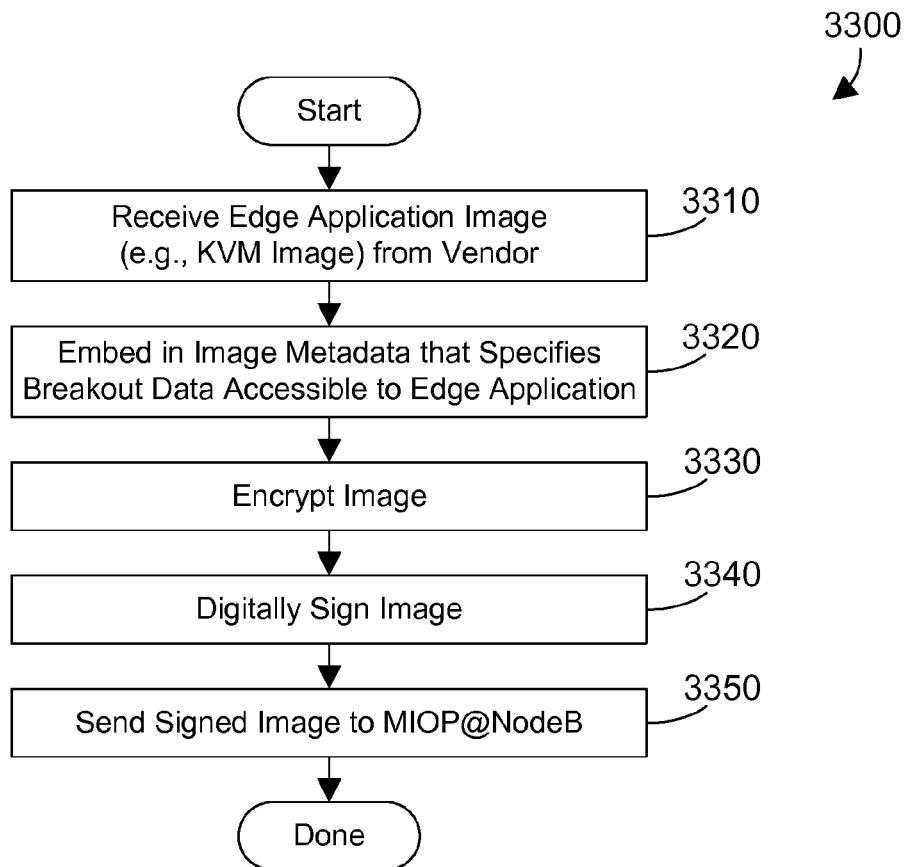 3300
Start
Receive Edge Application Image
(e.g., KVM Image) from Vendor
3310
Embed in Image Metadata that Specifies
Breakout Data Accessible to Edge Application
3320
Encrypt Image
3330
Digitally Sign Image
3340
Send Signed Image to MIOP@NodeB
3350
Done